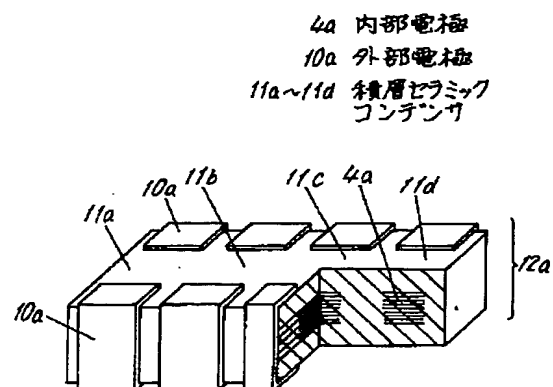 4a 内部電極
10a 外部電極
11a~11d 積層セラミック
コンデンサ
10a 11b 11c 4a 11d
11a
12a
10a